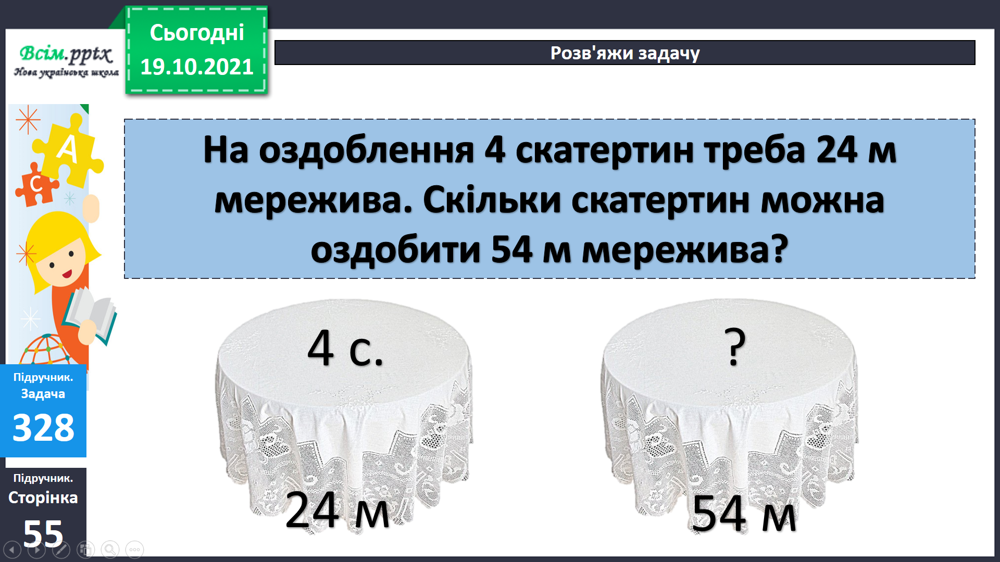 Всім.pptx
Нова українська школа
Сьогодні
19.10.2021
Розв'яжи задачу
На оздоблення 4 скатертин треба 24 м
мережива. Скільки скатертин можна
оздобити 54 м мережива?
А
С
4 с.
?
24 м
54 м
Підручник.
Задача
328
Підручник.
Сторінка
55